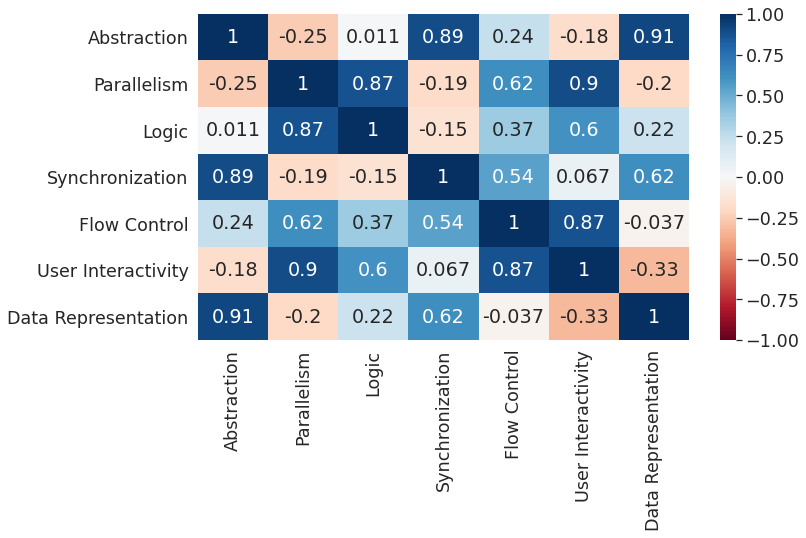 Abstraction 1 -0.25 0.011 0.89 0.24 -0.18 0.91
Parallelism -0.25 1 0.87 -0.19 0.62 0.9 -0.2
Logic 0.011 0.87 1 -0.15 0.37 0.6 0.22
Synchronization 0.89 -0.19 -0.15 1 0.54 0.067 0.62
Flow Control 0.24 0.62 0.37 0.54 1 0.87 -0.037
User Interactivity -0.18 0.9 0.6 0.067 0.87 1 -0.33
Data Representation 0.91 -0.2 0.22 0.62 -0.037 -0.33 1
Abstraction
Parallelism
Logic
Synchronization
Flow Control
User Interactivity
Data Representation
1.00
0.75
0.50
0.25
0.00
−0.25
−0.50
−0.75
−1.00